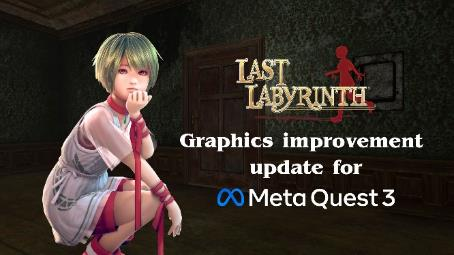 LAST
LABYRINTH
Graphics improvement
update for
Meta Quest 3